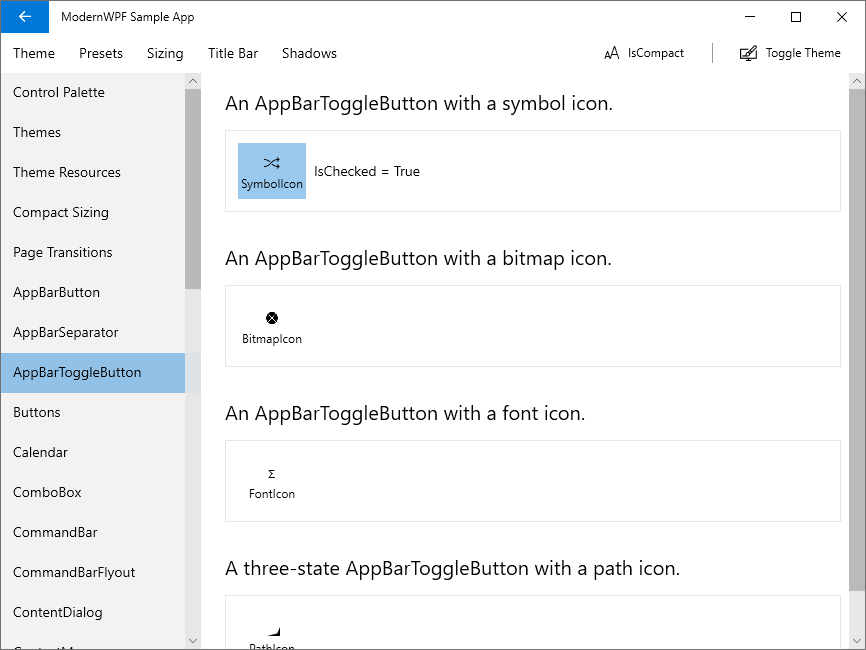 ModernWPF Sample App
Theme Presets Sizing Title Bar Shadows IsCompact Toggle Theme
Control Palette
Themes
Theme Resources
Compact Sizing
Page Transitions
AppBarButton
AppBarSeparator
AppBarToggleButton
Buttons
Calendar
ComboBox
CommandBar
CommandBarFlyout
ContentDialog
An AppBarToggleButton with a symbol icon.
SymbolIcon
IsChecked = True
An AppBarToggleButton with a bitmap icon.
BitmapIcon
An AppBarToggleButton with a font icon.
Σ
FontIcon
A three-state AppBarToggleButton with a path icon.
PathIcon